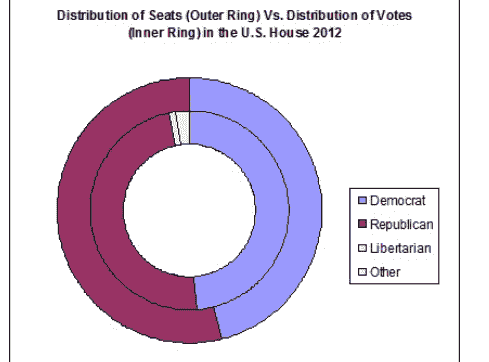 Distribution of Seats (Outer Ring) Vs. Distribution of Votes
(Inner Ring) in the U.S. House 2012
Democrat
Republican
Libertarian
Other